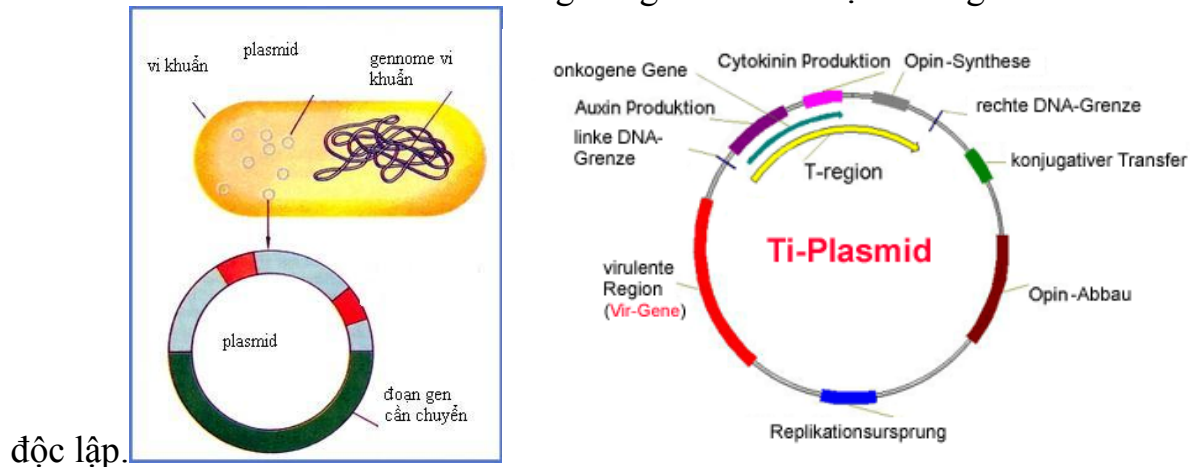 plasmid
vi khuẩn
gennome vi
khuẩn
plasmid
đoạn gen
cần chuyển
onkogene Gene
Cytokinin Produktion
Opin-Synthese
Auxin Produktion
rechte DNA-Grenze
linke DNA-
Grenze
T-region
konjugativer Transfer
Ti-Plasmid
virulente
Region
(Vir-Gene)
Opin-Abbau
Replikationsursprung
độc lập.